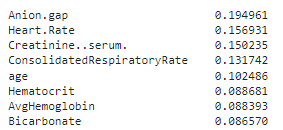 Anion.gap 0.194961
Heart.Rate 0.156931
Creatinine..serum. 0.150235
ConsolidatedRespiratoryRate 0.131742
age 0.102486
Hematocrit 0.088681
AvgHemoglobin 0.088393
Bicarbonate 0.086570